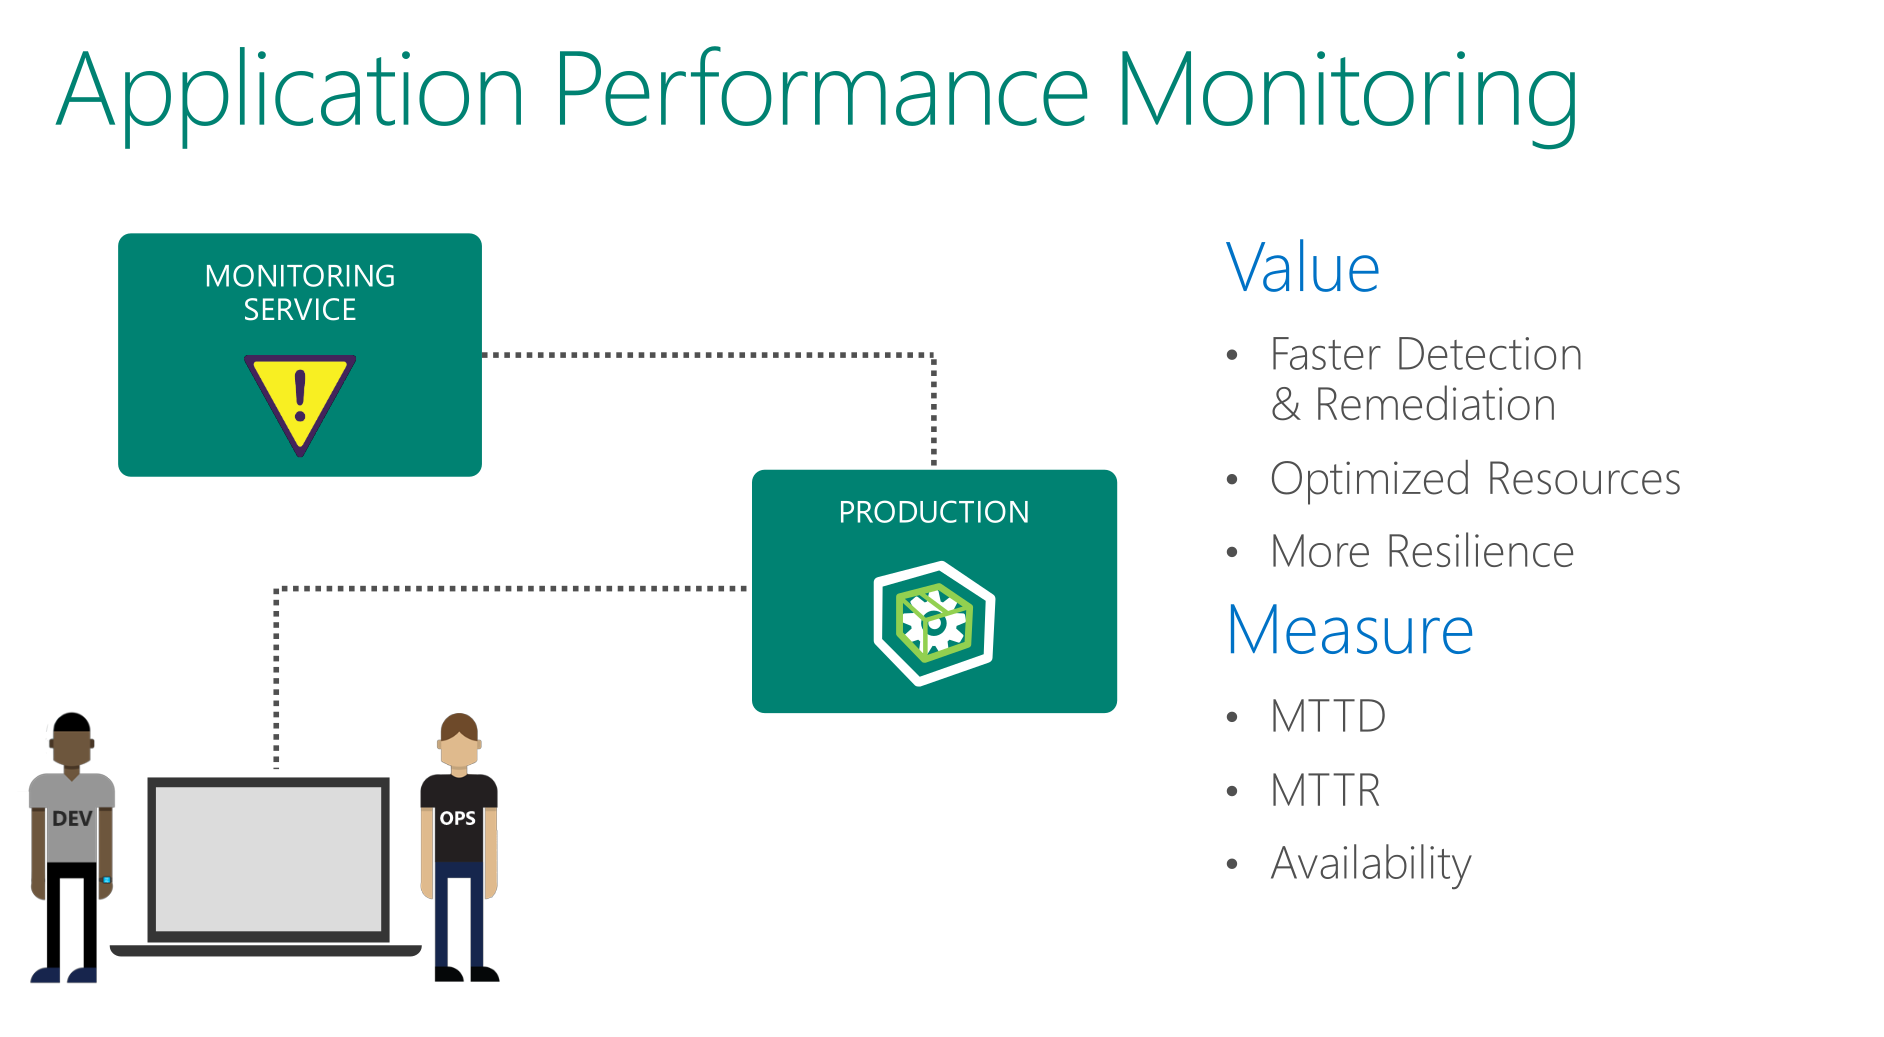 Application Performance Monitoring
MONITORING
SERVICE
PRODUCTION
DEV
OPS
Value
• Faster Detection
& Remediation
• Optimized Resources
• More Resilience
Measure
• MTTD
• MTTR
• Availability